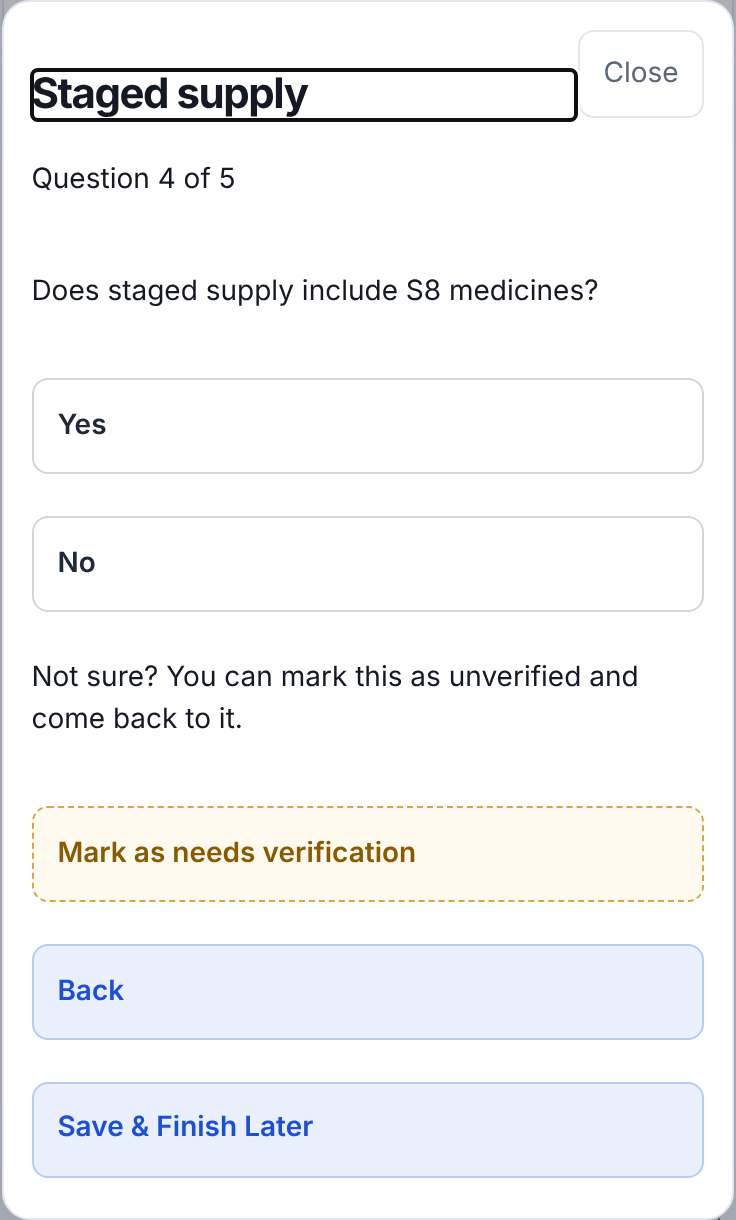 Staged supply
Close
Question 4 of 5
Does staged supply include S8 medicines?
Yes
No
Not sure? You can mark this as unverified and
come back to it.
Mark as needs verification
Back
Save & Finish Later